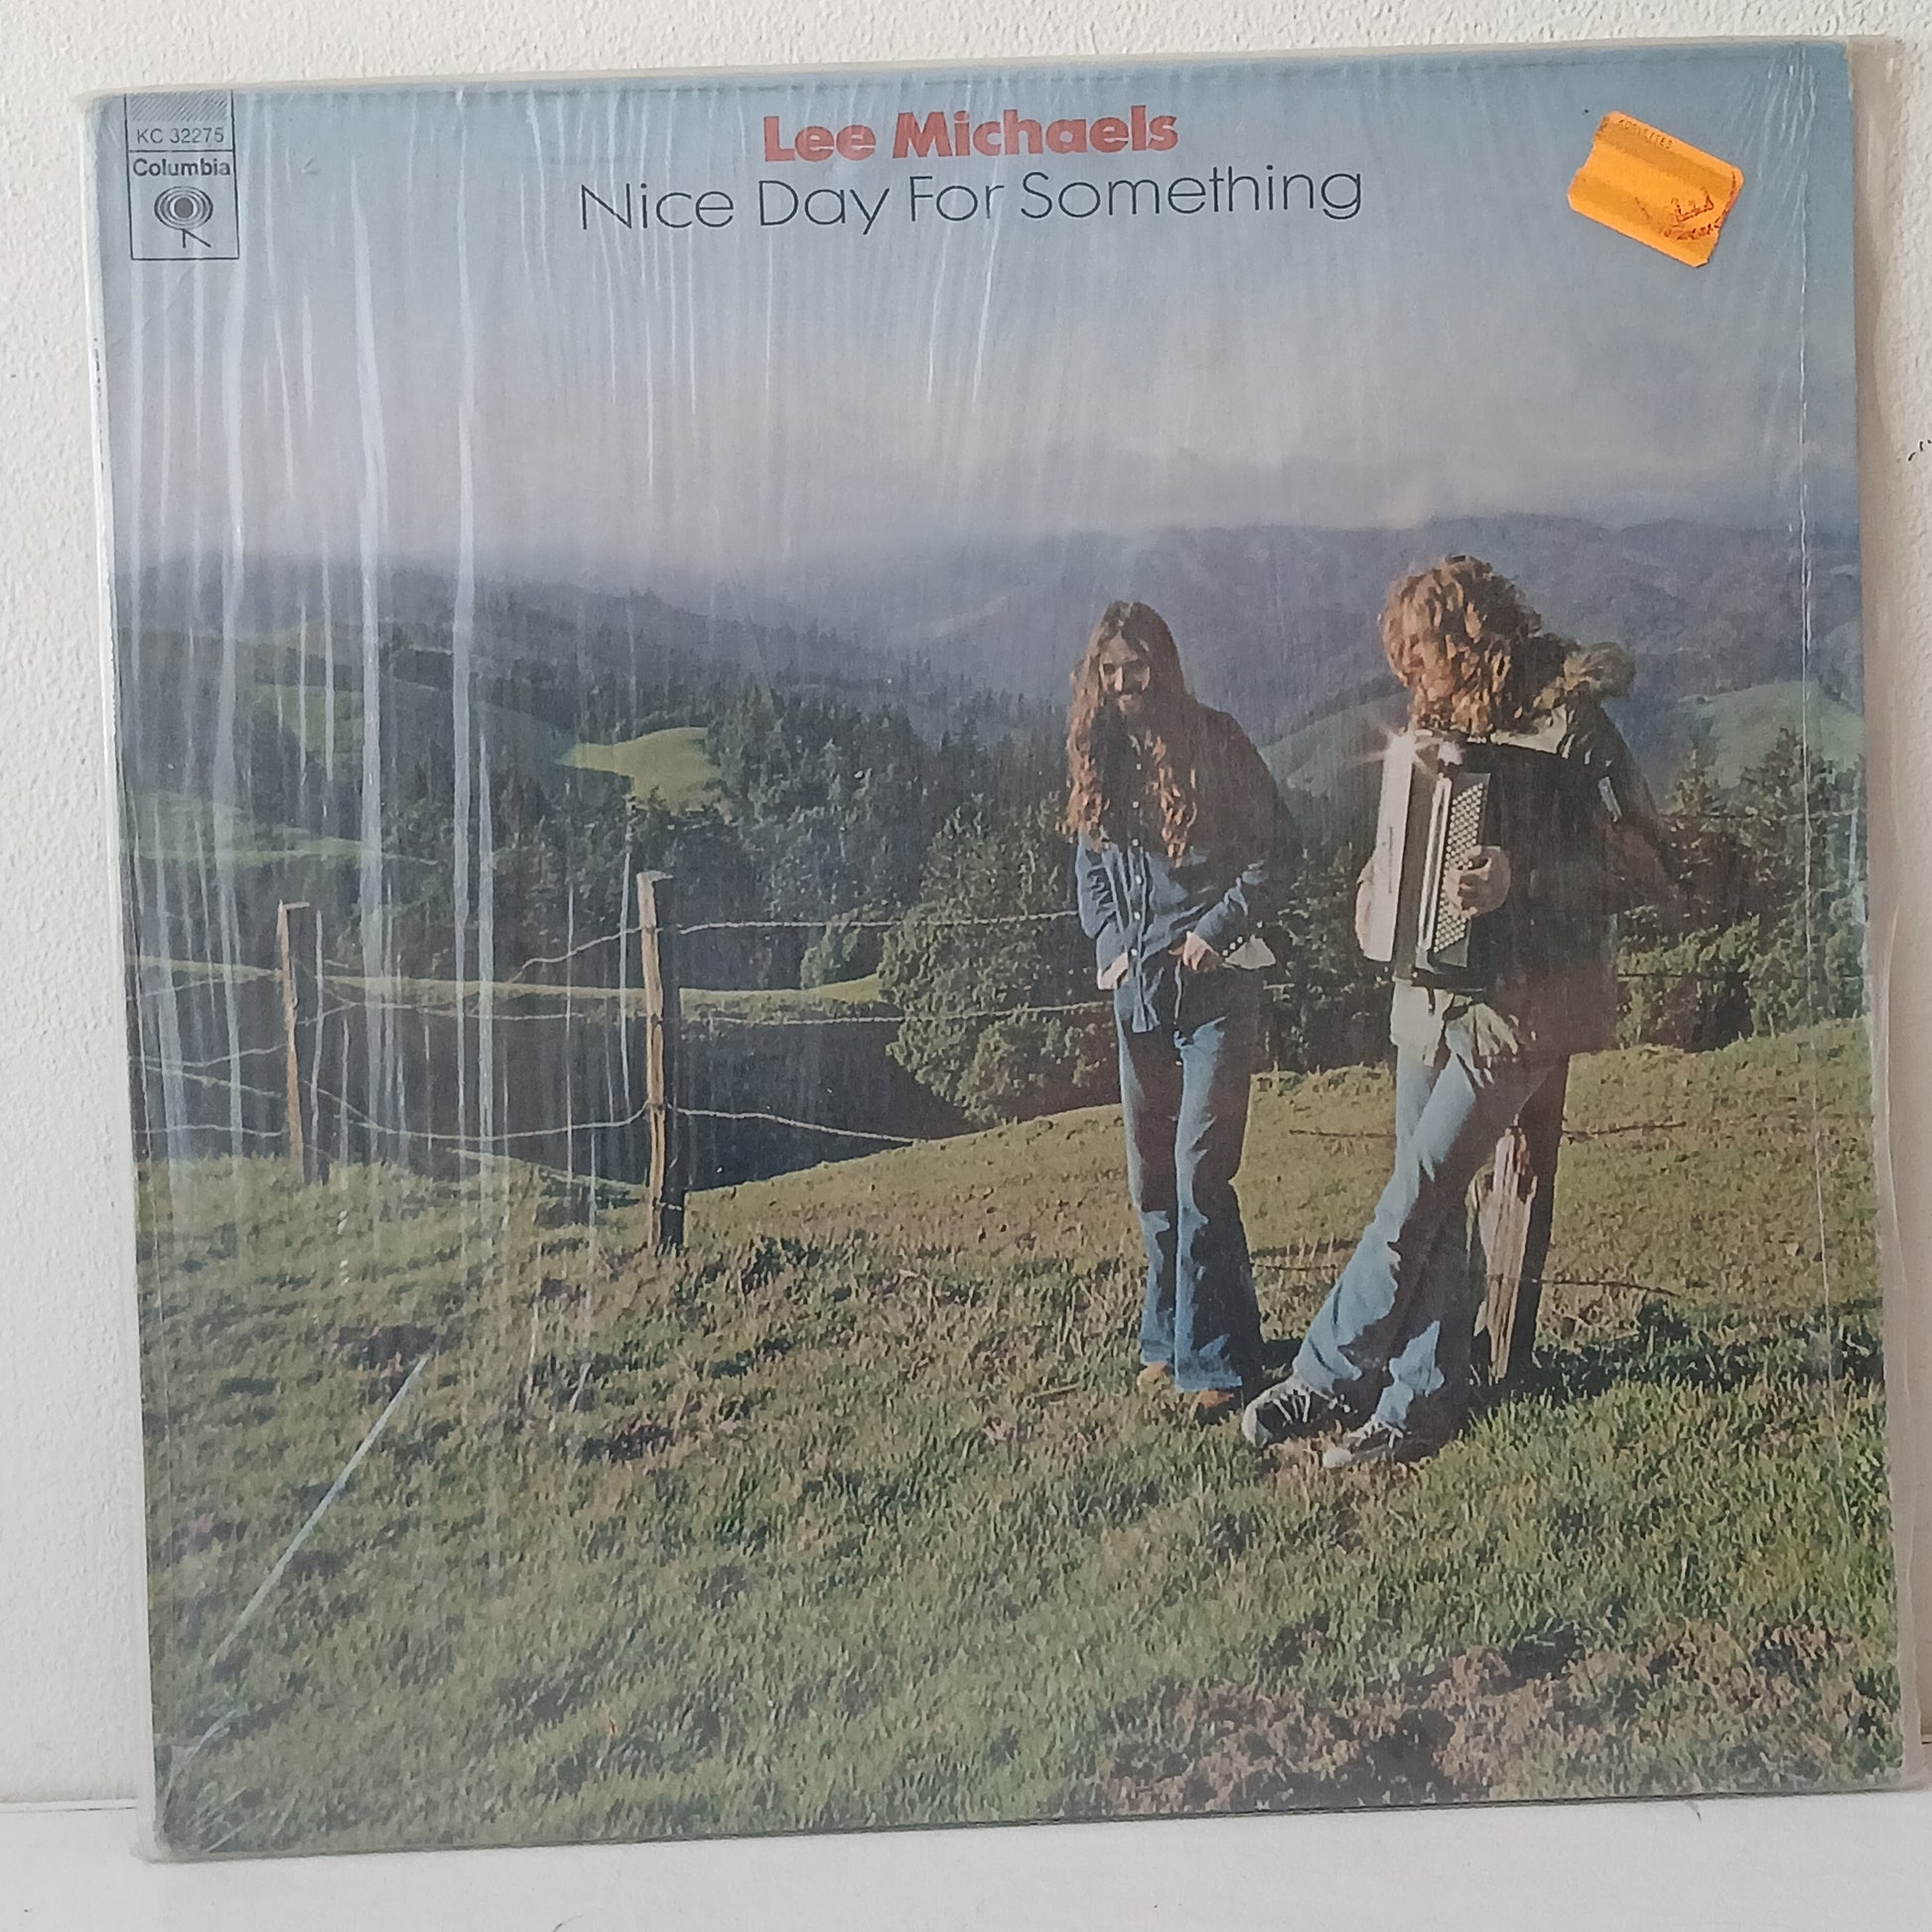 KC 32275
Columbia
Lee Michaels
Nice Day For Something